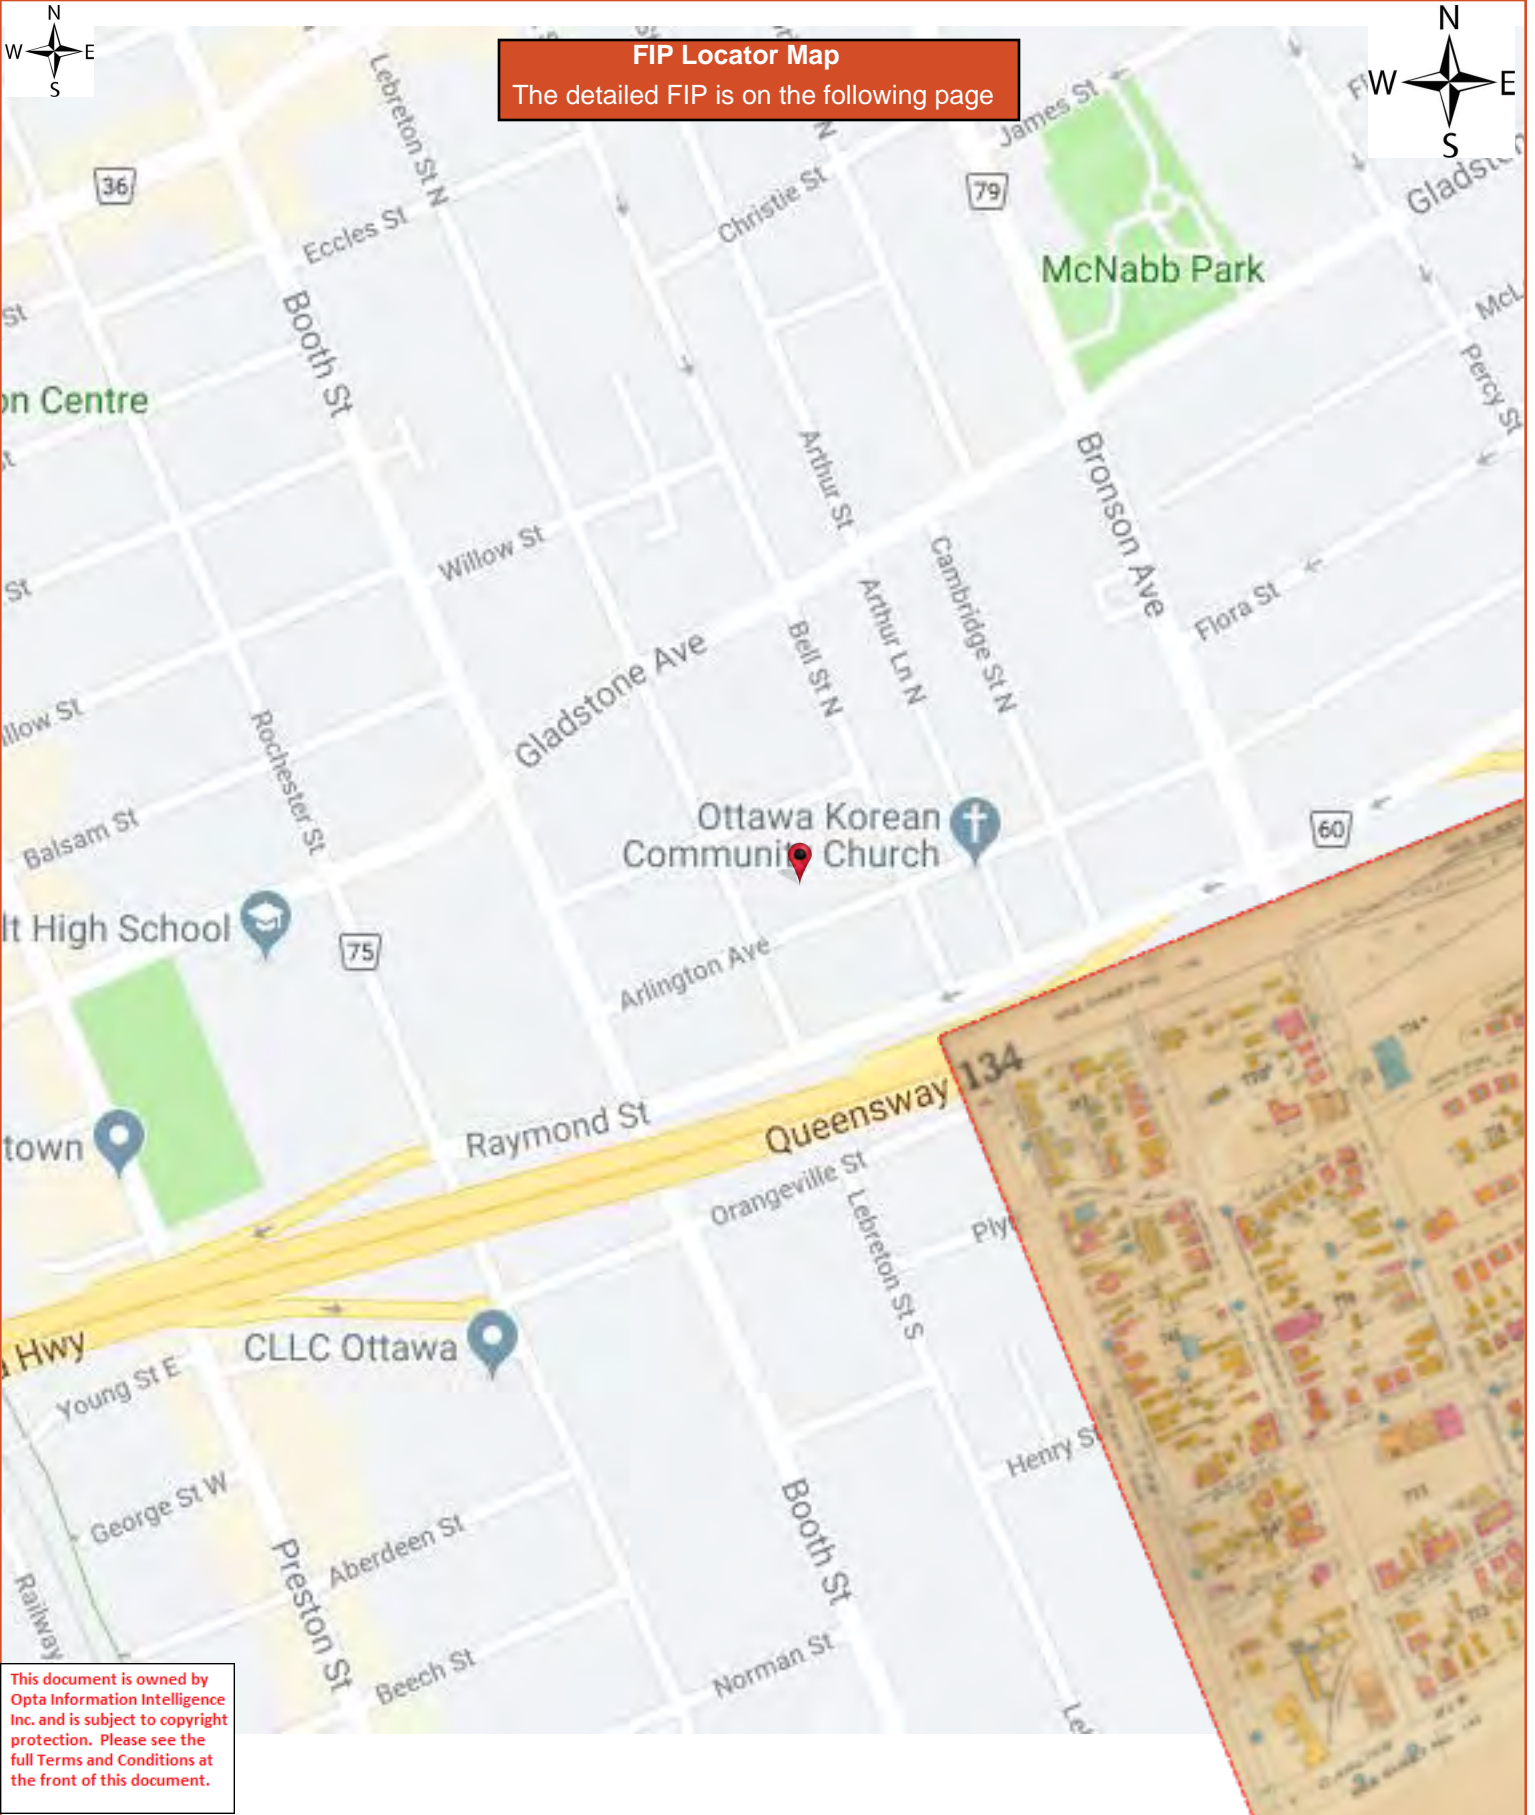 N
W E
S
FIP Locator Map
The detailed FIP is on the following page
N
W E
S
Lebreton St N
N
James St
36
79
Christie St
Eccles St
McNabb Park
St
Booth St
on Centre
Percy St
Arthur St
Bronson Ave
Willow St
St
Cambridge St N
Arthur Ln N
Flora St
Bell St N
Gladstone Ave
llow St
Rochester St
Balsam St
Ottawa Korean
Community Church
60
lt High School
75
Arlington Ave
134
Queensway
Raymond St
town
Orangeville St
Lebreton St S
Ply
a Hwy
CLLC Ottawa
Young St E
Henry St
George St W
Booth St
Aberdeen St
Preston St
Railway
Norman St
Beech St
This document is owned by
Opta Information Intelligence
Inc. and is subject to copyright
protection. Please see the
full Terms and Conditions at
the front of this document.